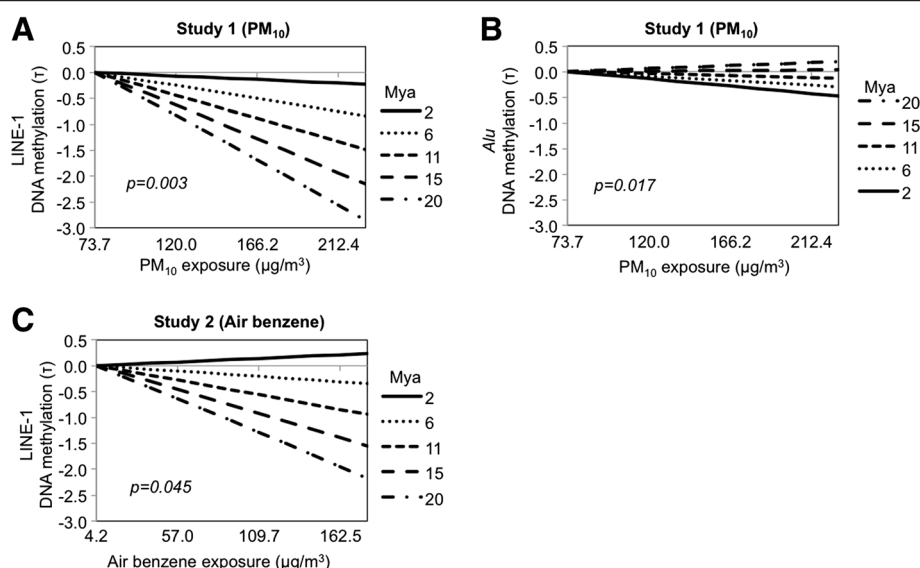 A
Study 1 (PM10)
0.5
0.0
-0.5
-1.0
-1.5
-2.0
-2.5
-3.0
LINE-1
DNA methylation (τ)
p=0.003
73.7 120.0 166.2 212.4
PM10 exposure (µg/m³)
Mya
2
6
11
15
20
B
Study 1 (PM10)
0.5
0.0
-0.5
-1.0
-1.5
-2.0
-2.5
-3.0
Alu
DNA methylation (τ)
p=0.017
73.7 120.0 166.2 212.4
PM10 exposure (µg/m³)
Mya
20
15
11
6
2
C
Study 2 (Air benzene)
0.5
0.0
-0.5
-1.0
-1.5
-2.0
-2.5
-3.0
LINE-1
DNA methylation (τ)
p=0.045
4.2 57.0 109.7 162.5
Air benzene exposure (µg/m³)
Mya
2
6
11
15
20